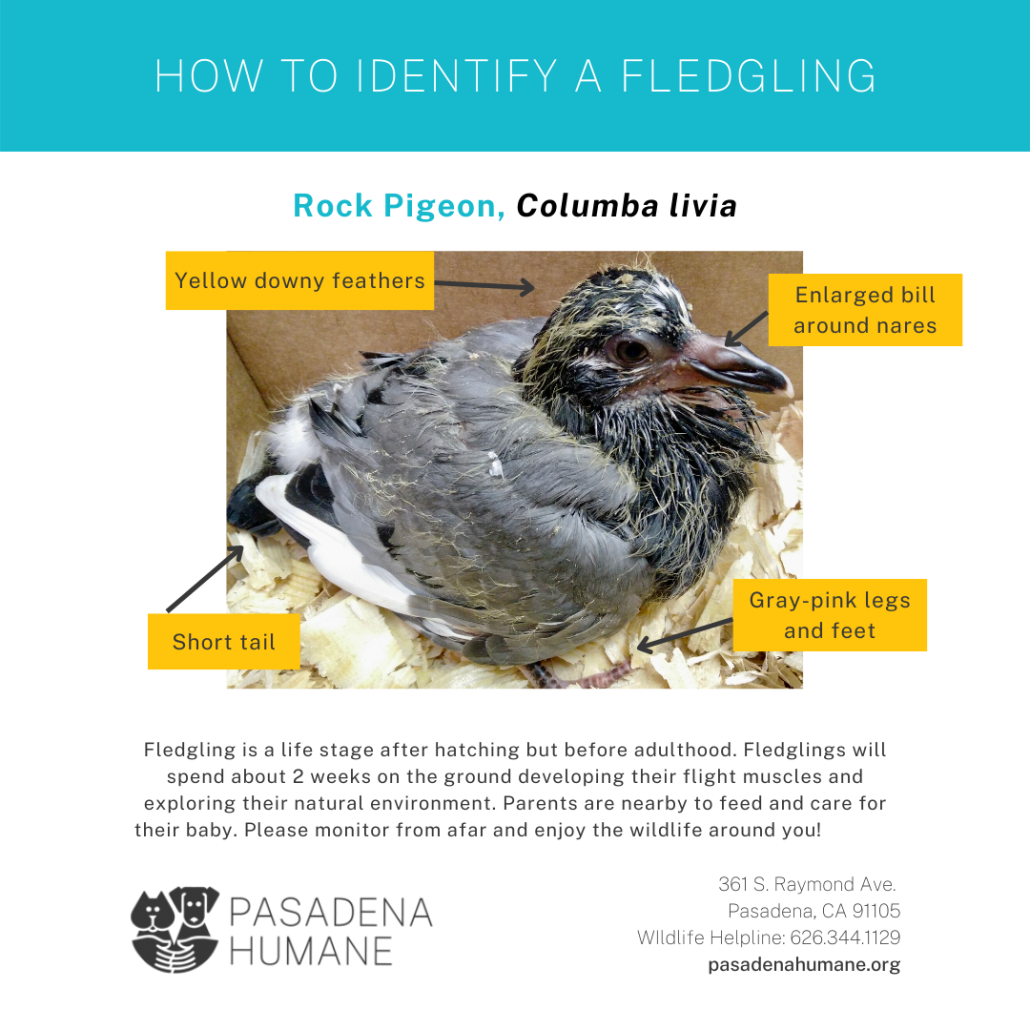 HOW TO IDENTIFY A FLEDGLING
Rock Pigeon, Columba livia
Yellow downy feathers
Enlarged bill
around nares
Short tail
Gray-pink legs
and feet
Fledgling is a life stage after hatching but before adulthood. Fledglings will
spend about 2 weeks on the ground developing their flight muscles and
exploring their natural environment. Parents are nearby to feed and care for
their baby. Please monitor from afar and enjoy the wildlife around you!
PASADENA
HUMANE
361 S. Raymond Ave.
Pasadena, CA 91105
WIldlife Helpline: 626.344.1129
pasadenahumane.org